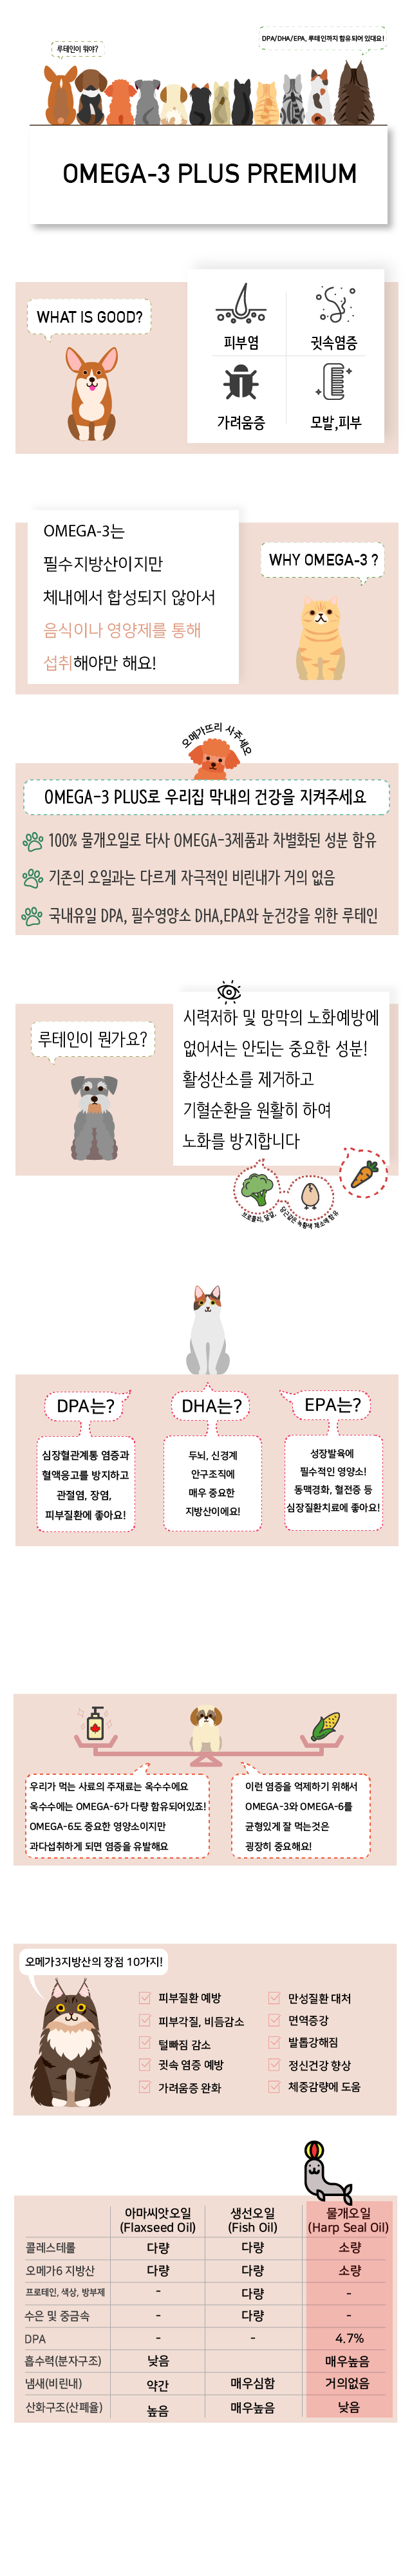 루테인이 뭐야?
DPA/DHA/EPA, 루테인까지 함유 되어 있대요!
OMEGA-3 PLUS PREMIUM
WHAT IS GOOD?
피부염
귓속염증
가려움증
모발,피부
OMEGA-3는
필수지방산이지만
체내에서 합성되지 않아서
음식이나 영양제를 통해
섭취해야만 해요!
WHY OMEGA-3 ?
오메가뜨리 사주세요
OMEGA-3 PLUS로 우리집 막내의 건강을 지켜주세요
100% 물개오일로 타사 OMEGA-3제품과 차별화된 성분 함유
기존의 오일과는 다르게 자극적인 비린내가 거의 없음
국내유일 DPA, 필수영양소 DHA,EPA와 눈건강을 위한 루테인
루테인이 뭔가요?
시력저하 및 망막의 노화예방에
없어서는 안되는 중요한 성분!
활성산소를 제거하고
기혈순환을 원활히 하여
노화를 방지합니다
브로콜리, 달걀,
DPA는?
심장혈관계통 염증과
혈액응고를 방지하고
관절염, 장염,
피부질환에 좋아요!
DHA는?
두뇌, 신경계
안구조직에
매우 중요한
지방산이에요!
EPA는?
성장발육에
필수적인 영양소!
동맥경화, 혈전증 등
심장질환치료에 좋아요!
우리가 먹는 사료의 주재료는 옥수수에요
옥수수에는 OMEGA-6가 다량 함유되어있죠!
OMEGA-6도 중요한 영양소이지만
과다섭취하게 되면 염증을 유발해요
이런 염증을 억제하기 위해서
OMEGA-3와 OMEGA-6를
균형있게 잘 먹는것은
굉장히 중요해요!
오메가3지방산의 장점 10가지!
피부질환 예방
피부각질, 비듬감소
털빠짐 감소
귓속 염증 예방
가려움증 완화
만성질환 대처
면역증강
발톱강해짐
정신건강 향상
체중감량에 도움
아마씨앗오일 생선오일 물개오일
(Flaxseed Oil) (Fish Oil) (Harp Seal Oil)
콜레스테롤 다량 다량 소량
오메가6 지방산 다량 다량 소량
프로테인, 색상, 방부제 - 다량 -
수은 및 중금속 - 다량 -
DPA - - 4.7%
흡수력(분자구조) 낮음 매우높음
냄새(비린내) 약간 매우심함 거의없음
산화구조(산폐율) 높음 매우높음 낮음